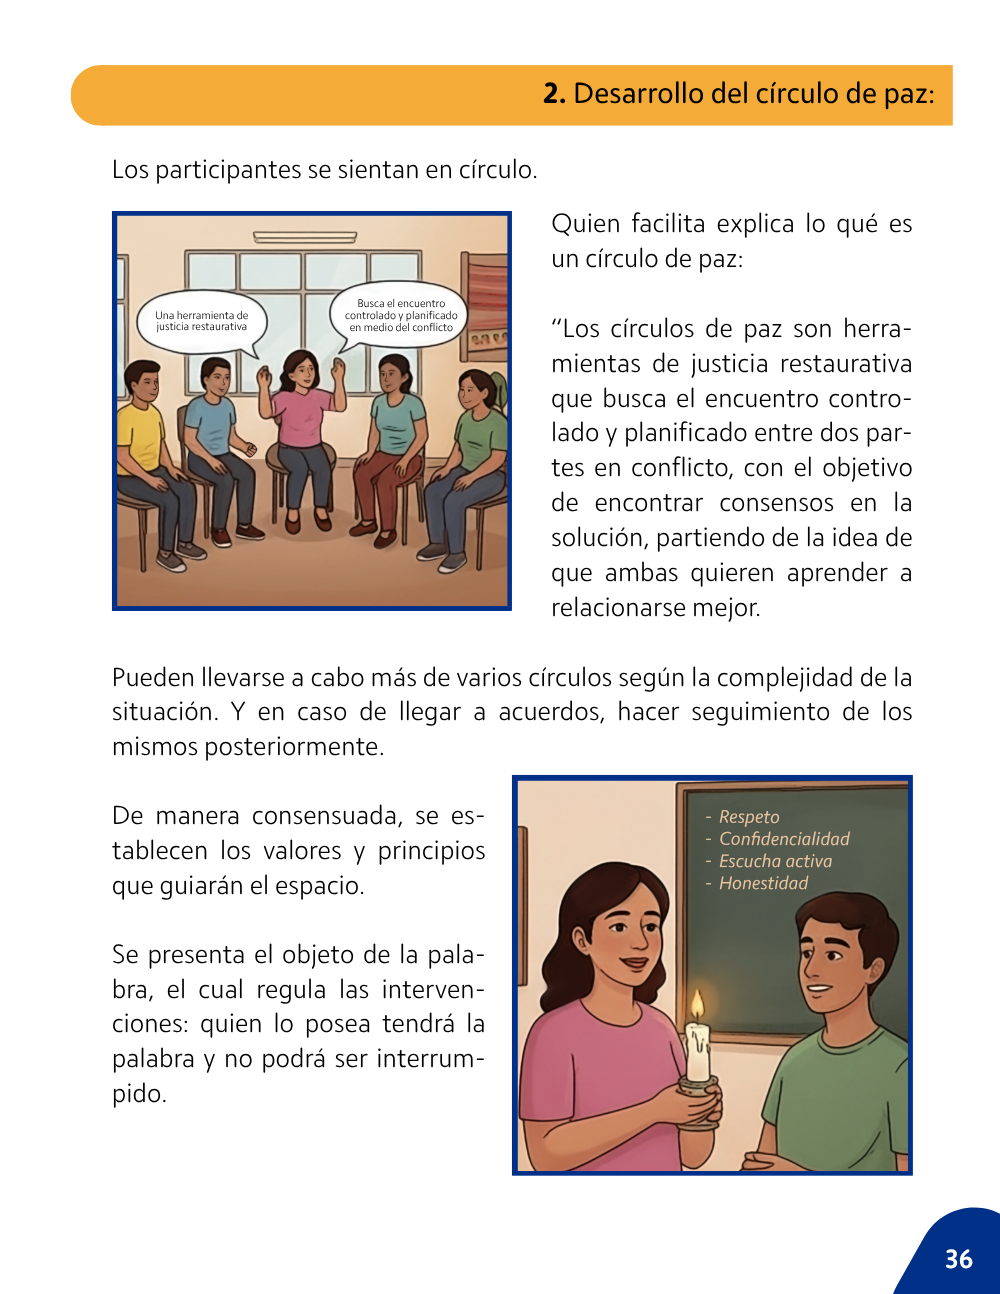 2. Desarrollo del círculo de paz:
Los participantes se sientan en círculo.
Una herramienta de
justicia restaurativa
Busca el encuentro
controlado y planificado
en medio del conflicto
Quien facilita explica lo qué es
un círculo de paz:
“Los círculos de paz son herra-
mientas de justicia restaurativa
que busca el encuentro contro-
lado y planificado entre dos par-
tes en conflicto, con el objetivo
de encontrar consensos en la
solución, partiendo de la idea de
que ambas quieren aprender a
relacionarse mejor.
Pueden llevarse a cabo más de varios círculos según la complejidad de la
situación. Y en caso de llegar a acuerdos, hacer seguimiento de los
mismos posteriormente.
De manera consensuada, se es-
tablecen los valores y principios
que guiarán el espacio.
Se presenta el objeto de la pala-
bra, el cual regula las interven-
ciones: quien lo posea tendrá la
palabra y no podrá ser interrum-
pido.
- Respeto
- Confidencialidad
- Escucha activa
- Honestidad
36